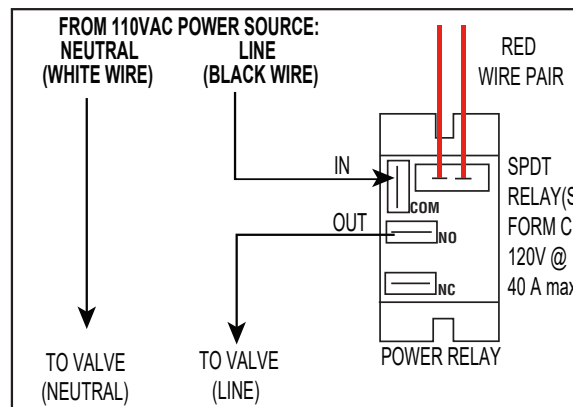 FROM 110VAC POWER SOURCE:
NEUTRAL
(WHITE WIRE)
LINE
(BLACK WIRE)
RED
WIRE PAIR
IN
COM
OUT
NO
NC
SPDT
RELAY(S
FORM C
120V @
40 A max
TO VALVE
(NEUTRAL)
TO VALVE
(LINE)
POWER RELAY